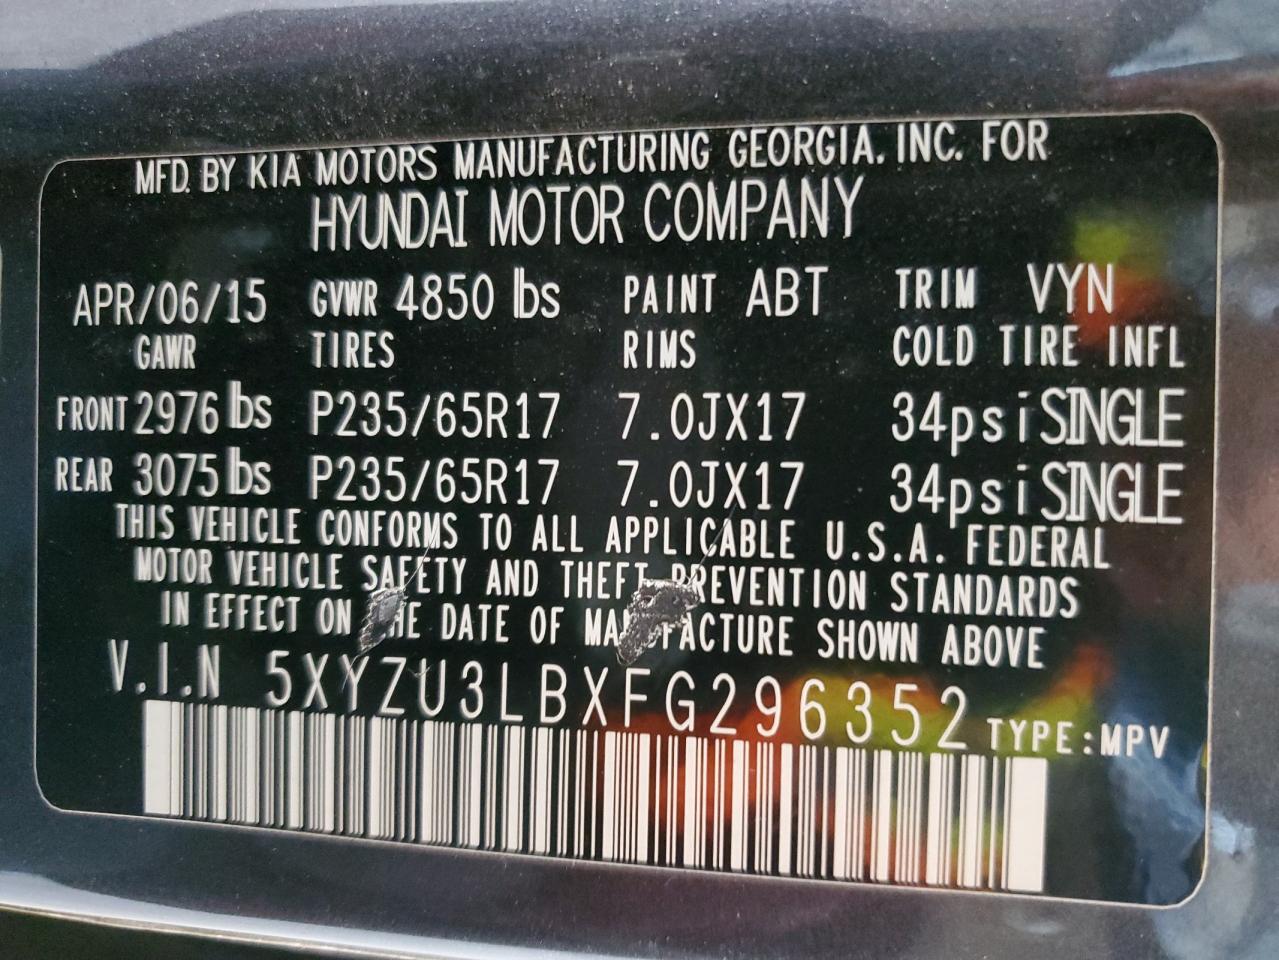 MFD. BY KIA MOTORS MANUFACTURING GEORGIA. INC. FOR
HYUNDAI MOTOR COMPANY
APR/06/15 GVWR 4850 lbs PAINT ABT TRIM VYN
GAWR TIRES RIMS COLD TIRE INFL
FRONT 2976 lbs P235/65R17 7.0JX17 34psi SINGLE
REAR 3075 lbs P235/65R17 7.0JX17 34psi SINGLE
THIS VEHICLE CONFORMS TO ALL APPLICABLE U.S.A. FEDERAL
MOTOR VEHICLE SAFETY AND THEFT PREVENTION STANDARDS
IN EFFECT ON THE DATE OF MANUFACTURE SHOWN ABOVE
V.I.N 5XYZU3LBXFG296352 TYPE:MPV